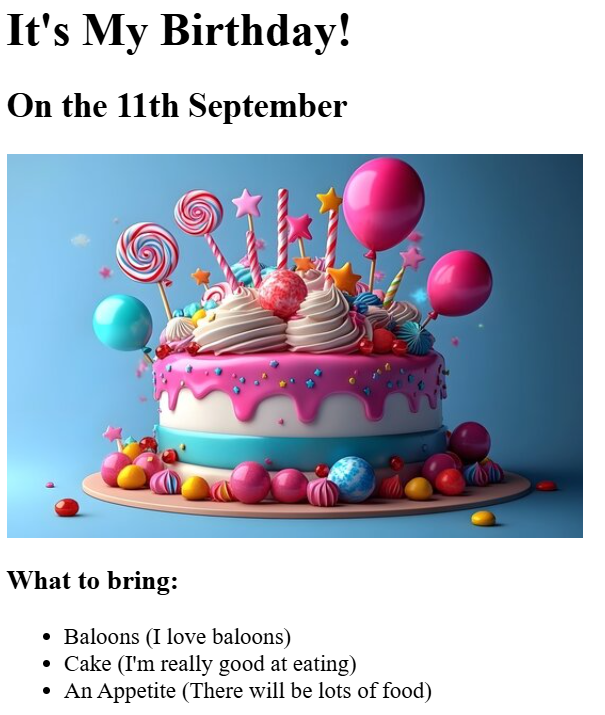 It's My Birthday!
On the 11th September
What to bring:
• Baloons (I love baloons)
• Cake (I'm really good at eating)
• An Appetite (There will be lots of food)